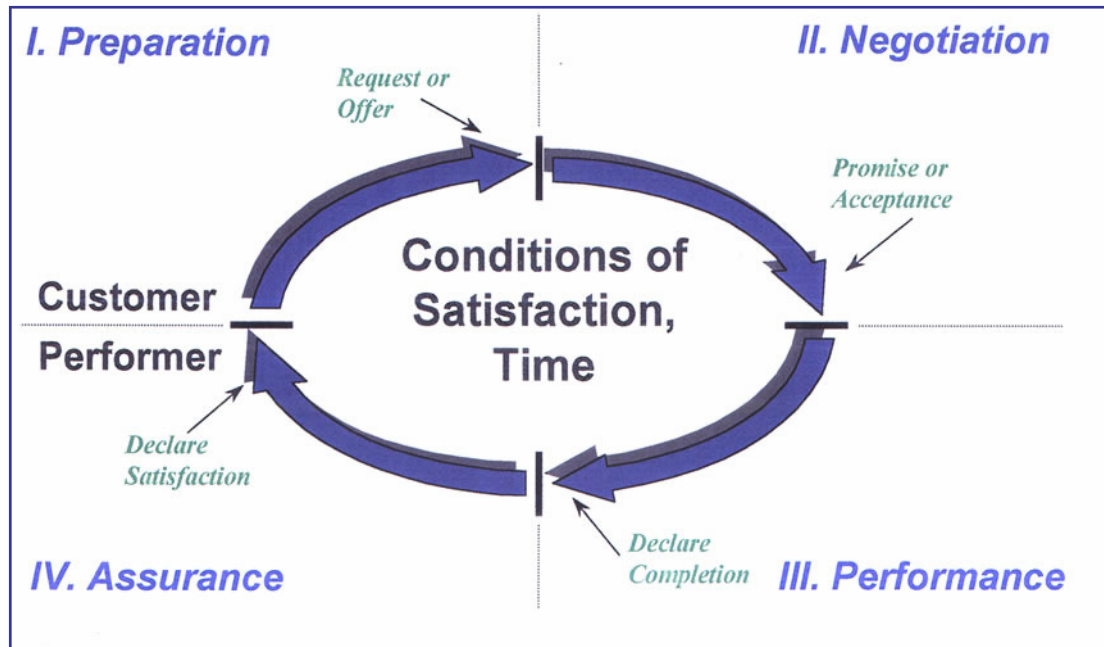 I. Preparation
II. Negotiation
Request or
Offer
Promise or
Acceptance
Conditions of
Satisfaction,
Time
Customer
Performer
Declare
Satisfaction
Declare
Completion
IV. Assurance
III. Performance